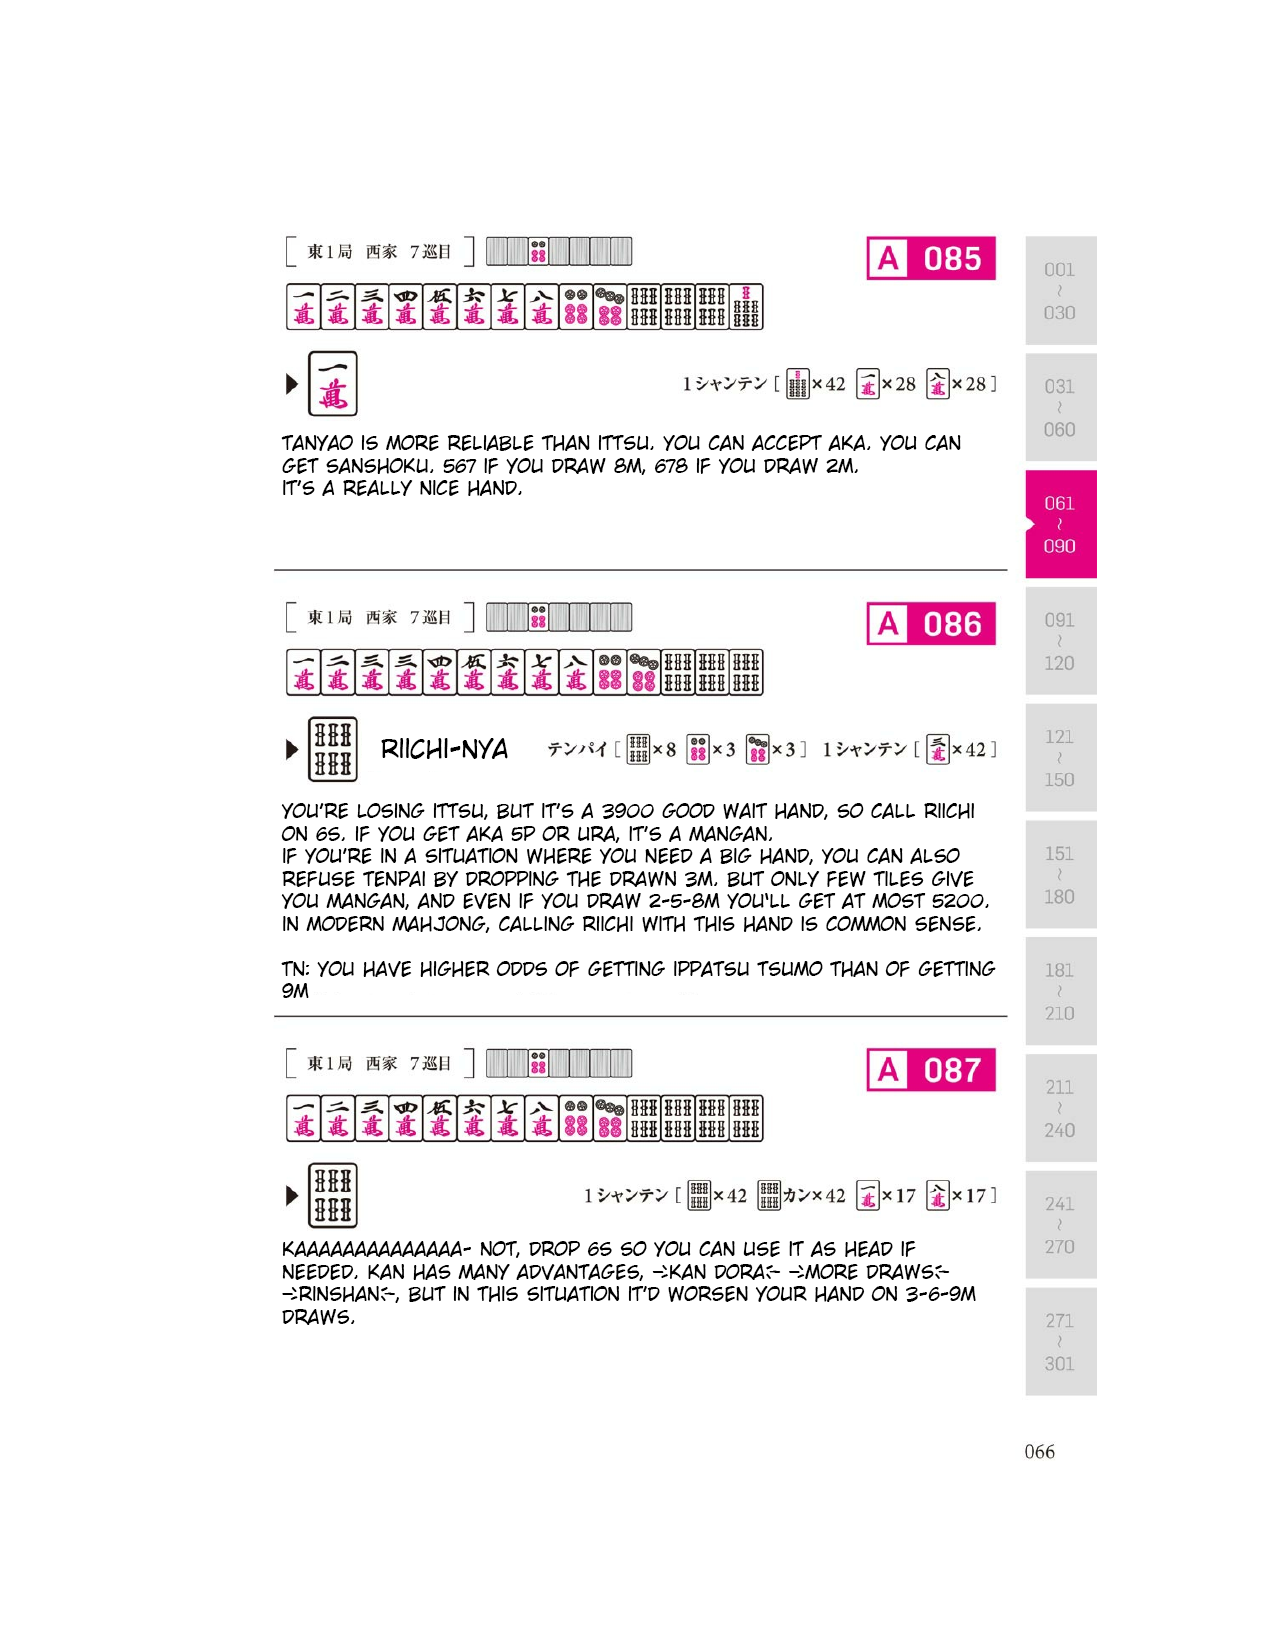 [ 東1局 西家 7巡目 ]
A 085
1シャンテン [ ×42 ×28 ×28 ]
TANYAO IS MORE RELIABLE THAN ITTSU. YOU CAN ACCEPT AKA. YOU CAN
GET SANSHOKU. 567 IF YOU DRAW 8M, 678 IF YOU DRAW 2M.
IT'S A REALLY NICE HAND.
[ 東1局 西家 7巡目 ]
A 086
RIICHI-NYA テンパイ [ ×8 ×3 ×3 ] 1シャンテン [ ×42 ]
YOU'RE LOSING ITTSU, BUT IT'S A 3900 GOOD WAIT HAND, SO CALL RIICHI
ON 6S. IF YOU GET AKA 5P OR URA, IT'S A MANGAN.
IF YOU'RE IN A SITUATION WHERE YOU NEED A BIG HAND, YOU CAN ALSO
REFUSE TENPAI BY DROPPING THE DRAWN 3M. BUT ONLY FEW TILES GIVE
YOU MANGAN, AND EVEN IF YOU DRAW 2-5-8M YOU'LL GET AT MOST 5200.
IN MODERN MAHJONG, CALLING RIICHI WITH THIS HAND IS COMMON SENSE.
TN: YOU HAVE HIGHER ODDS OF GETTING IPPATSU TSUMO THAN OF GETTING
9M
[ 東1局 西家 7巡目 ]
A 087
1シャンテン [ ×42 カン×42 ×17 ×17 ]
KAAAAAAAAAAAAAA- NOT, DROP 6S SO YOU CAN USE IT AS HEAD IF
NEEDED. KAN HAS MANY ADVANTAGES, →KAN DORA← →MORE DRAWS←
→RINSHAN←, BUT IN THIS SITUATION IT'D WORSEN YOUR HAND ON 3-6-9M
DRAWS.
001
~
030
031
~
060
061
~
090
091
~
120
121
~
150
151
~
180
181
~
210
211
~
240
241
~
270
271
~
301
066